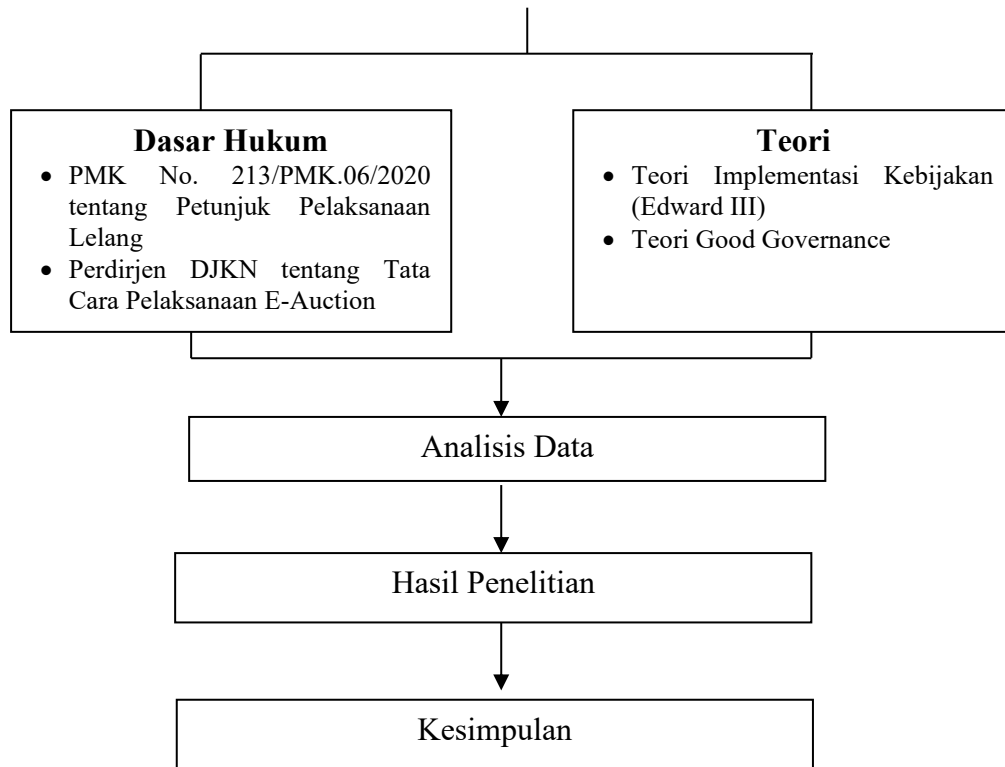 Dasar Hukum
• PMK No. 213/PMK.06/2020
tentang Petunjuk Pelaksanaan
Lelang
• Perdirjen DJKN tentang Tata
Cara Pelaksanaan E-Auction
Teori
• Teori Implementasi Kebijakan
(Edward III)
• Teori Good Governance
Analisis Data
Hasil Penelitian
Kesimpulan